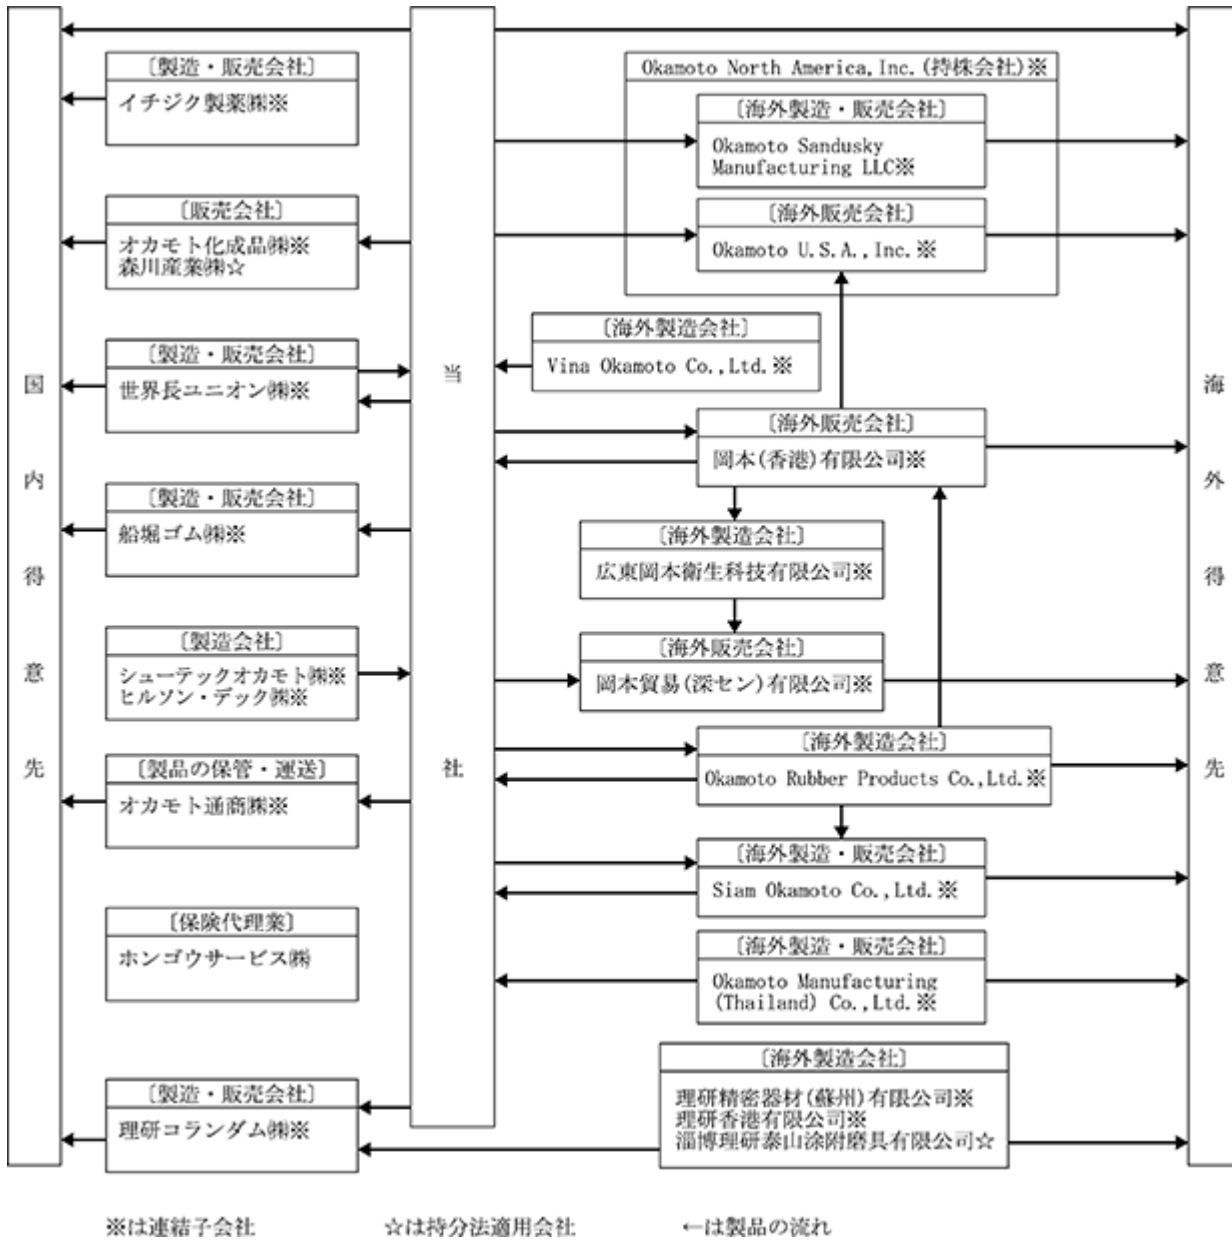 国内得意先
〔製造・販売会社〕
イチジク製薬㈱※
〔販売会社〕
オカモト化成品㈱※
森川産業㈱☆
〔製造・販売会社〕
世界長ユニオン㈱※
〔製造・販売会社〕
船堀ゴム㈱※
〔製造会社〕
シューテックオカモト㈱※
ヒルソン・デック㈱※
〔製品の保管・運送〕
オカモト通商㈱※
〔保険代理業〕
ホンゴウサービス㈱
〔製造・販売会社〕
理研コランダム㈱※
当社
Okamoto North America, Inc. (持株会社)※
〔海外製造・販売会社〕
Okamoto Sandusky
Manufacturing LLC※
〔海外販売会社〕
Okamoto U.S.A., Inc.※
〔海外製造会社〕
Vina Okamoto Co., Ltd.※
〔海外販売会社〕
岡本(香港)有限公司※
〔海外製造会社〕
広東岡本衛生科技有限公司※
〔海外販売会社〕
岡本貿易(深セン)有限公司※
〔海外製造会社〕
Okamoto Rubber Products Co., Ltd.※
〔海外製造・販売会社〕
Siam Okamoto Co., Ltd.※
〔海外製造・販売会社〕
Okamoto Manufacturing
(Thailand) Co., Ltd.※
〔海外製造会社〕
理研精密器材(蘇州)有限公司※
理研香港有限公司※
淄博理研泰山涂附磨具有限公司☆
海外得意先
※は連結子会社 ☆は持分法適用会社 ←は製品の流れ